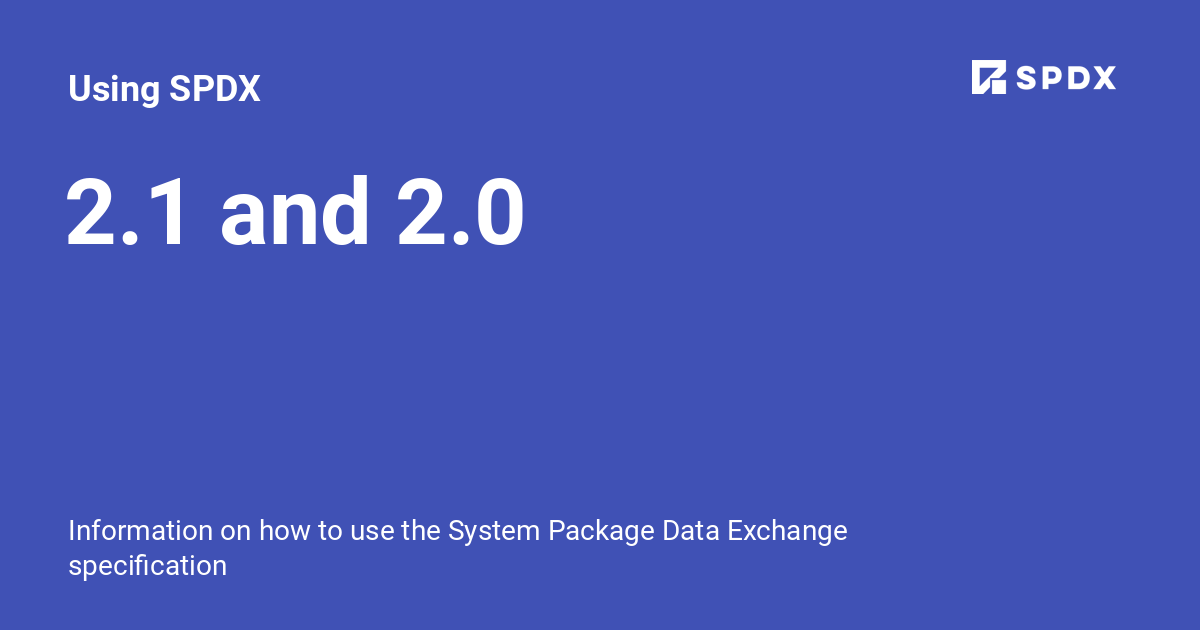 Using SPDX
SPDX
2.1 and 2.0
Information on how to use the System Package Data Exchange
specification